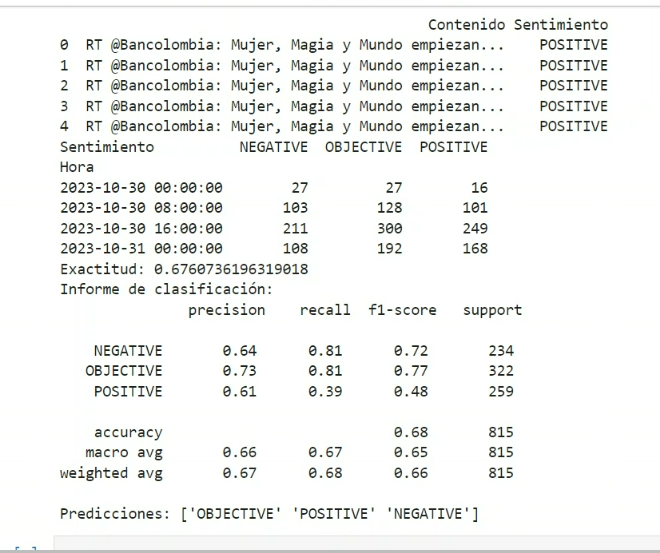 Contenido Sentimiento
0 RT @Bancolombia: Mujer, Magia y Mundo empiezan... POSITIVE
1 RT @Bancolombia: Mujer, Magia y Mundo empiezan... POSITIVE
2 RT @Bancolombia: Mujer, Magia y Mundo empiezan... POSITIVE
3 RT @Bancolombia: Mujer, Magia y Mundo empiezan... POSITIVE
4 RT @Bancolombia: Mujer, Magia y Mundo empiezan... POSITIVE
Sentimiento NEGATIVE OBJECTIVE POSITIVE
Hora
2023-10-30 00:00:00 27 27 16
2023-10-30 08:00:00 103 128 101
2023-10-30 16:00:00 211 300 249
2023-10-31 00:00:00 108 192 168
Exactitud: 0.6760736196319018
Informe de clasificación:
precision recall f1-score support
NEGATIVE 0.64 0.81 0.72 234
OBJECTIVE 0.73 0.81 0.77 322
POSITIVE 0.61 0.39 0.48 259
accuracy 0.68 815
macro avg 0.66 0.67 0.65 815
weighted avg 0.67 0.68 0.66 815
Predicciones: ['OBJECTIVE' 'POSITIVE' 'NEGATIVE']